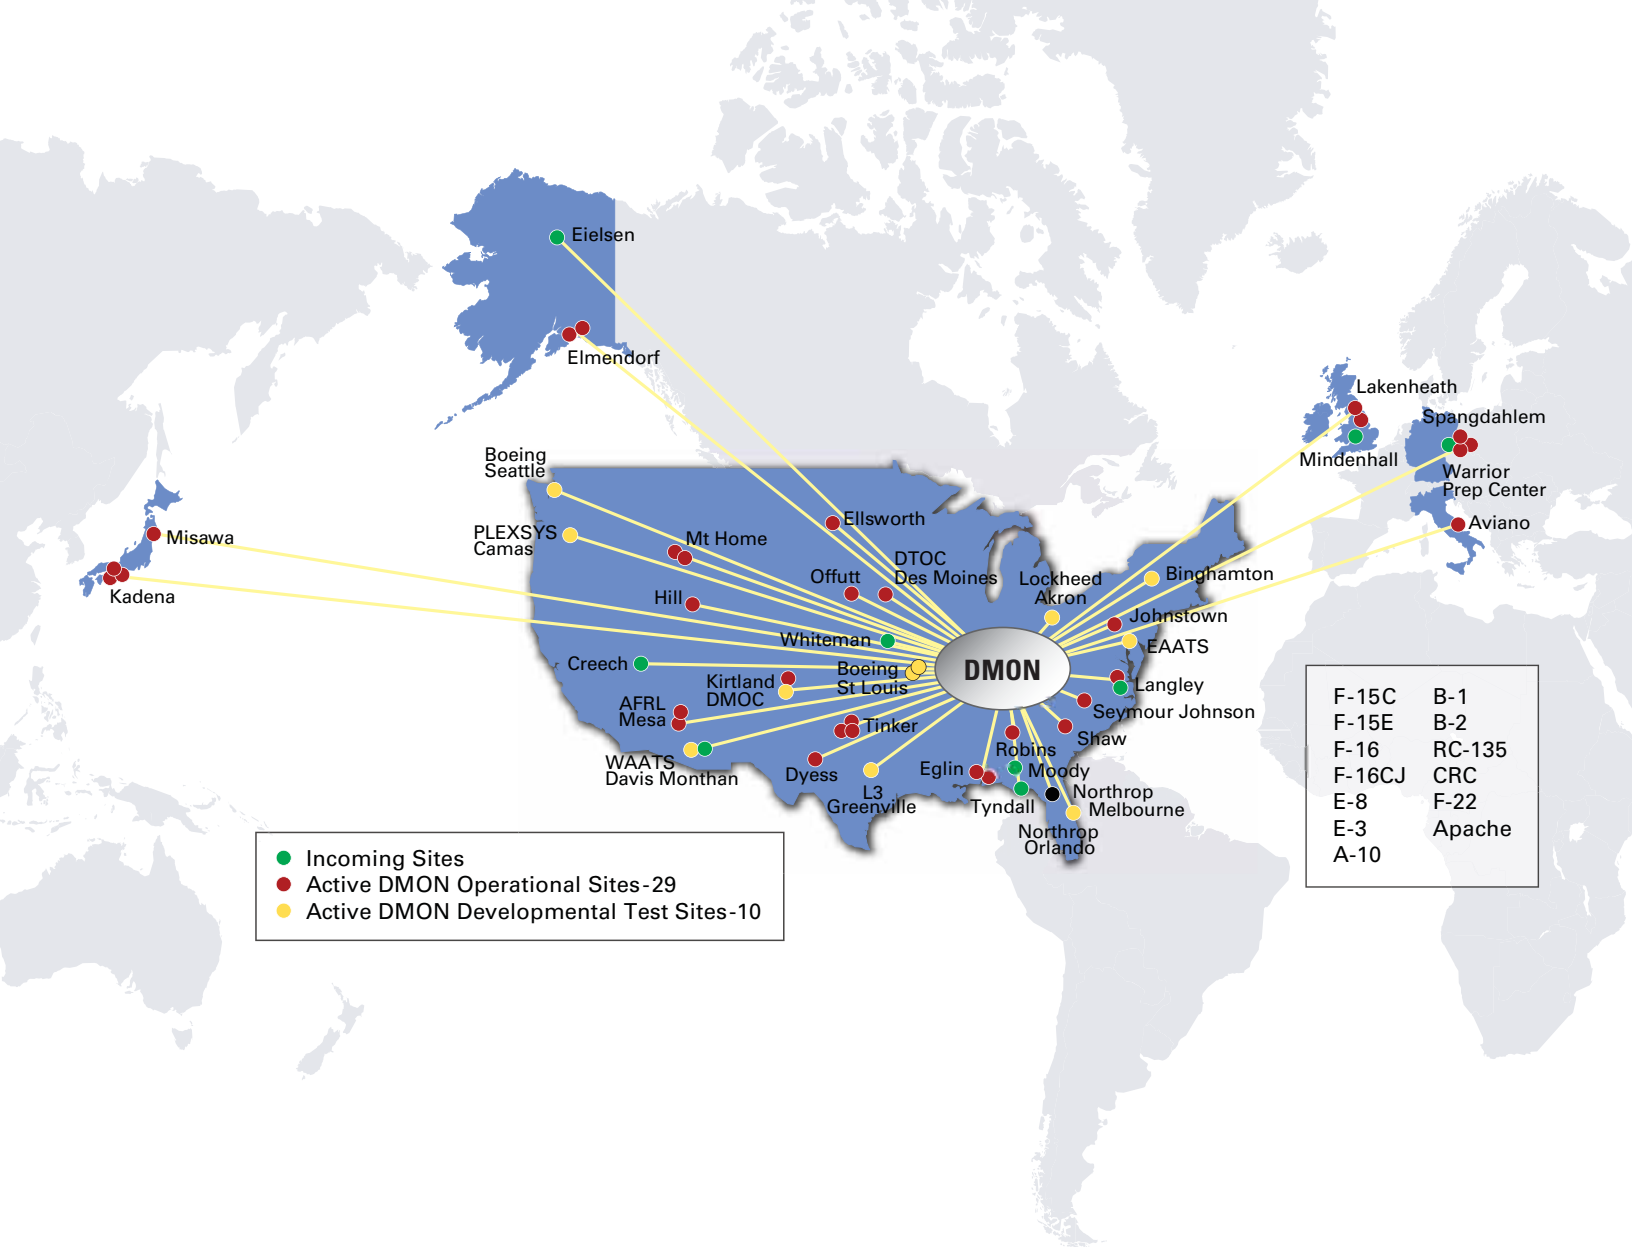 Eielsen
Elmendorf
Lakenheath
Spangdahlem
Mindenhall
Warrior
Prep Center
Aviano
Boeing
Seattle
PLEXSYS
Camas
Misawa
Kadena
Mt Home
Ellsworth
DTOC
Des Moines
Offutt
Lockheed
Akron
Binghamton
Hill
Johnstown
Whiteman
EAATS
Creech
Boeing
St Louis
DMON
Kirtland
DMOC
Langley
AFRL
Mesa
Seymour Johnson
Tinker
Shaw
Robins
WAATS
Davis Monthan
Dyess
Eglin
Moody
L3
Greenville
Tyndall
Northrop
Melbourne
Northrop
Orlando
F-15C
F-15E
F-16
F-16CJ
E-8
E-3
A-10
B-1
B-2
RC-135
CRC
F-22
Apache
Incoming Sites
Active DMON Operational Sites-29
Active DMON Developmental Test Sites-10